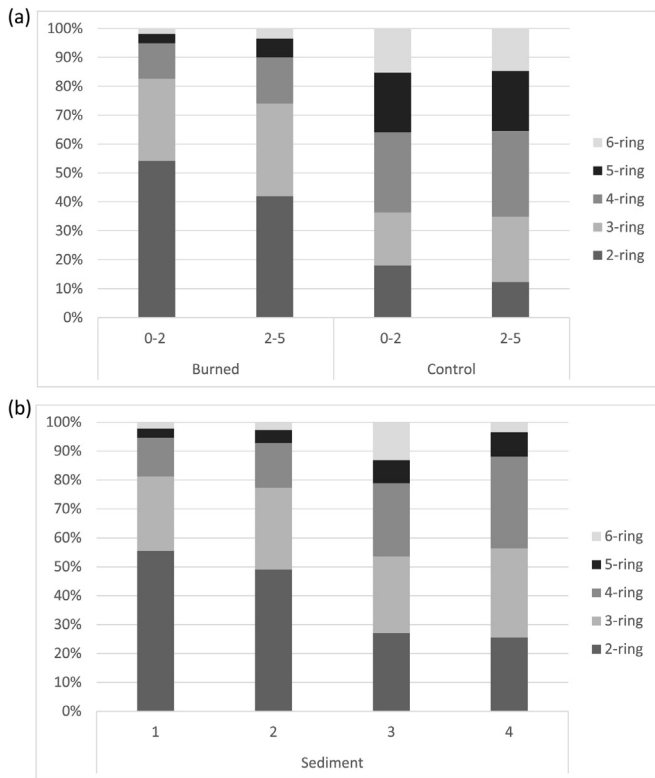 (a)
100%
90%
80%
70%
60%
50%
40%
30%
20%
10%
0%
0-2
2-5
0-2
2-5
Burned
Control
6-ring
5-ring
4-ring
3-ring
2-ring
(b)
100%
90%
80%
70%
60%
50%
40%
30%
20%
10%
0%
1
2
3
4
Sediment
6-ring
5-ring
4-ring
3-ring
2-ring